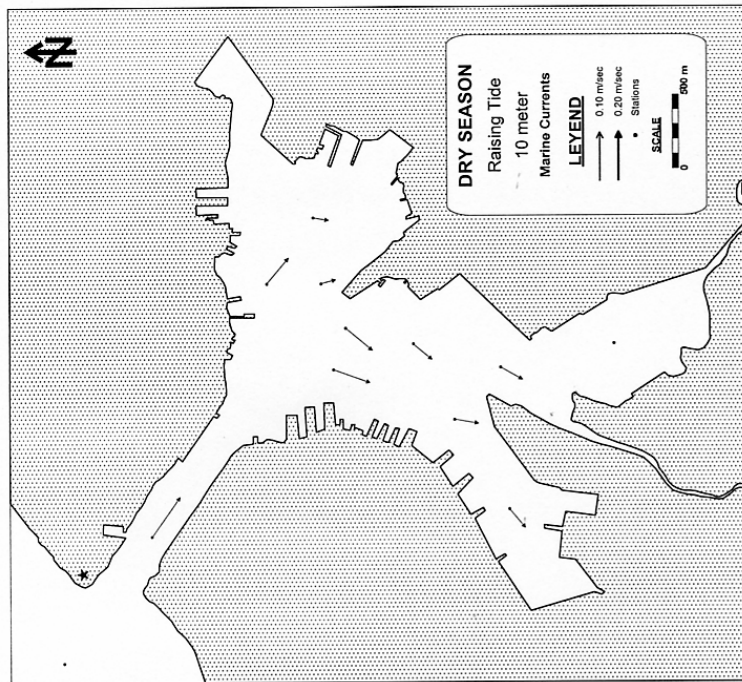 N
DRY SEASON
Raising Tide
10 meter
Marine Currents
LEYEND
0.10 m/sec
0.20 m/sec
Stations
SCALE
0 500 m